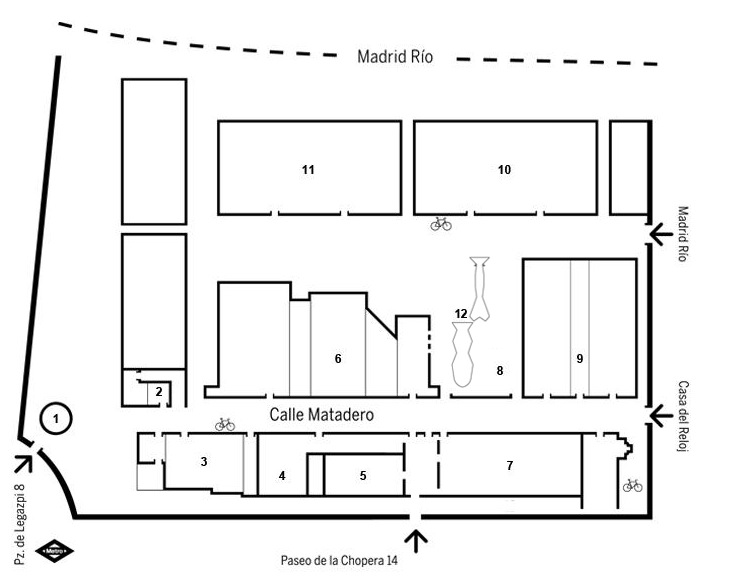 Madrid Río
11
10
Madrid Río
12
6
8
9
2
Casa del Reloj
1
Calle Matadero
3
4
5
7
Pz. de Legazpi 8
Metro
Paseo de la Chopera 14